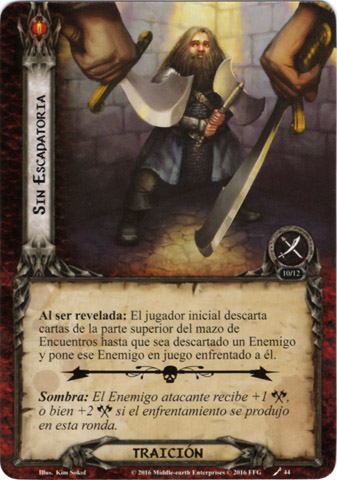 SIN ESCAPATORIA
10/12
Al ser revelada: El jugador inicial descarta
cartas de la parte superior del mazo de
Encuentros hasta que sea descartado un Enemigo
y pone ese Enemigo en juego enfrentado a él.
Sombra: El Enemigo atacante recibe +1 ,
o bien +2 si el enfrentamiento se produjo
en esta ronda.
TRAICIÓN
Illus. Kim Sokol © 2016 Middle-earth Enterprises © 2016 FFG 44